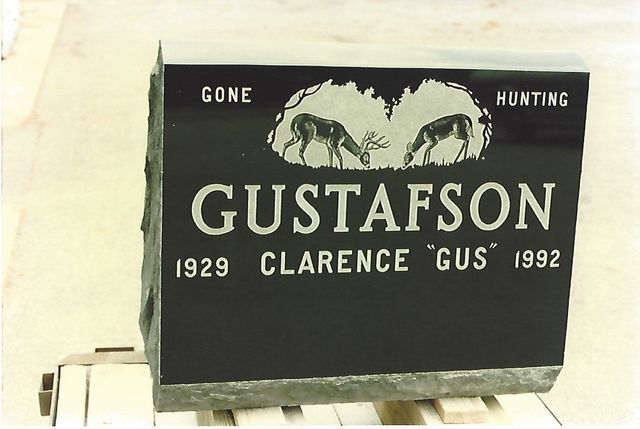 GONE HUNTING
GUSTAFSON
1929 CLARENCE "GUS" 1992